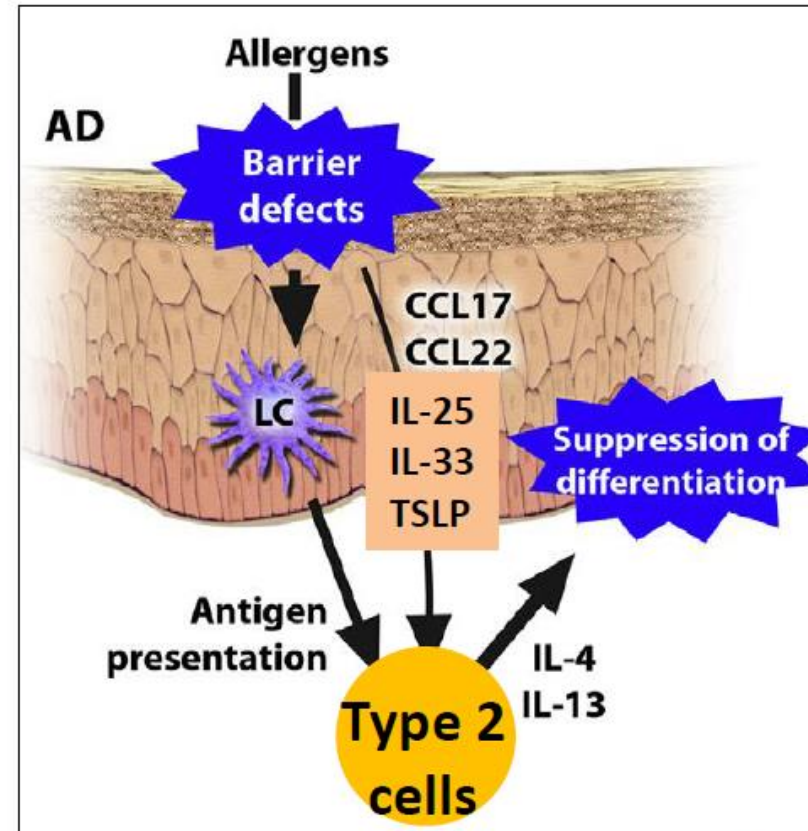 Allergens
AD
Barrier
defects
CCL17
CCL22
LC
IL-25
IL-33
TSLP
Suppression of
differentiation
Antigen
presentation
IL-4
IL-13
Type 2
cells